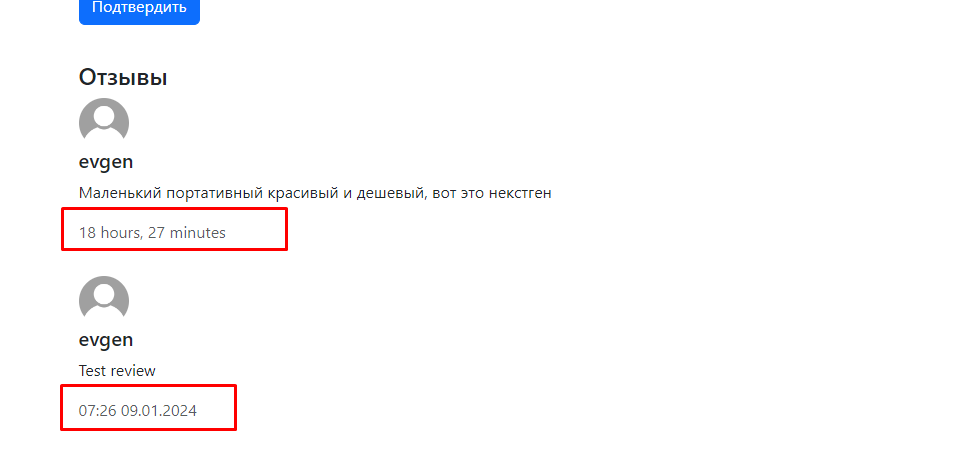 Подтвердить
Отзывы
evgen
Маленький портативный красивый и дешевый, вот это некстген
18 hours, 27 minutes
evgen
Test review
07:26 09.01.2024